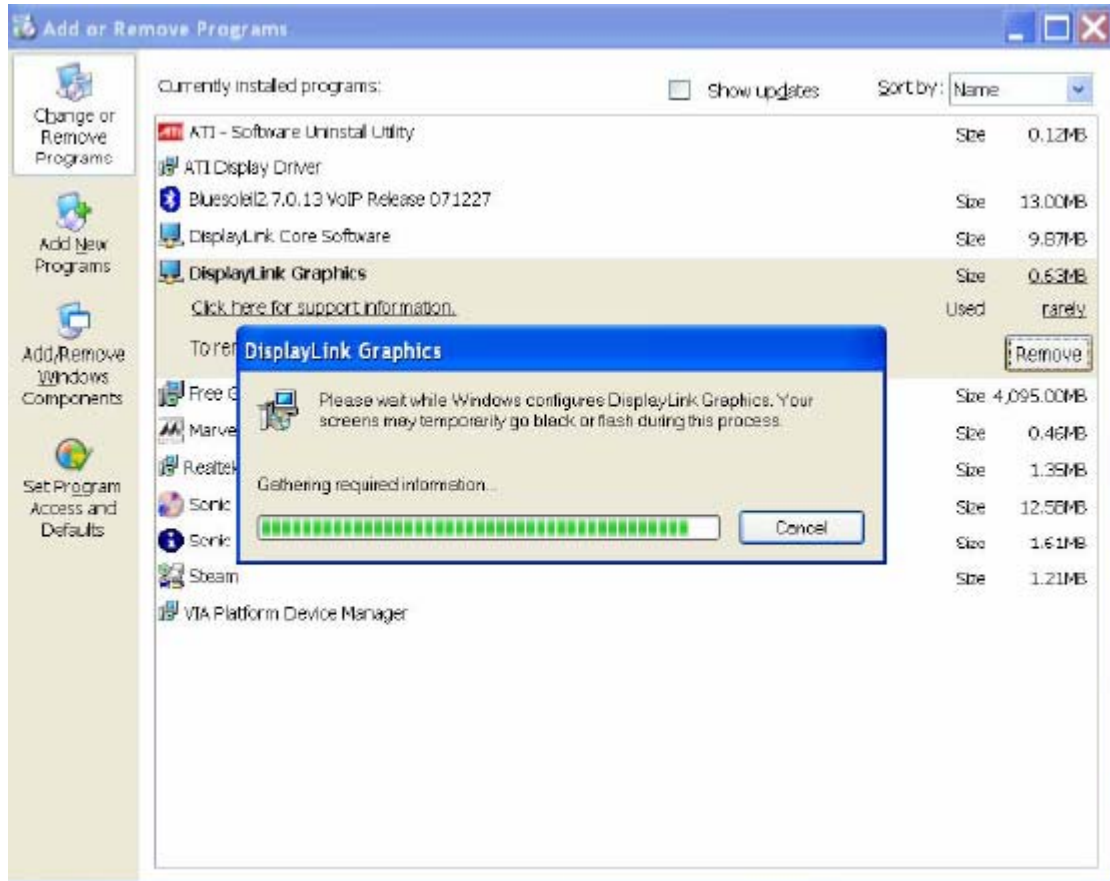 Add or Remove Programs
Change or
Remove
Programs
Add New
Programs
Add/Remove
Windows
Components
Set Program
Access and
Defaults
Currently installed programs: Show updates Sort by: Name
ATI - Software Uninstall Utility Size 0.12MB
ATI Display Driver
Bluesoleil2.7.0.13 VoIP Release 071227 Size 13.00MB
DisplayLink Core Software Size 9.87MB
DisplayLink Graphics Size 0.63MB
Click here for support information. Used rarely
To Remove
Free Size 4,095.00MB
Size 0.46MB
Realtek Size 1.35MB
Sonic Size
Sonic Size 1.61MB
Steam Size 1.21MB
VIA Platform Device Manager
DisplayLink Graphics
Please wait while Windows configures DisplayLink Graphics. Your
screens may temporarily go black or flash during this process.
Gathering required information...
Cancel